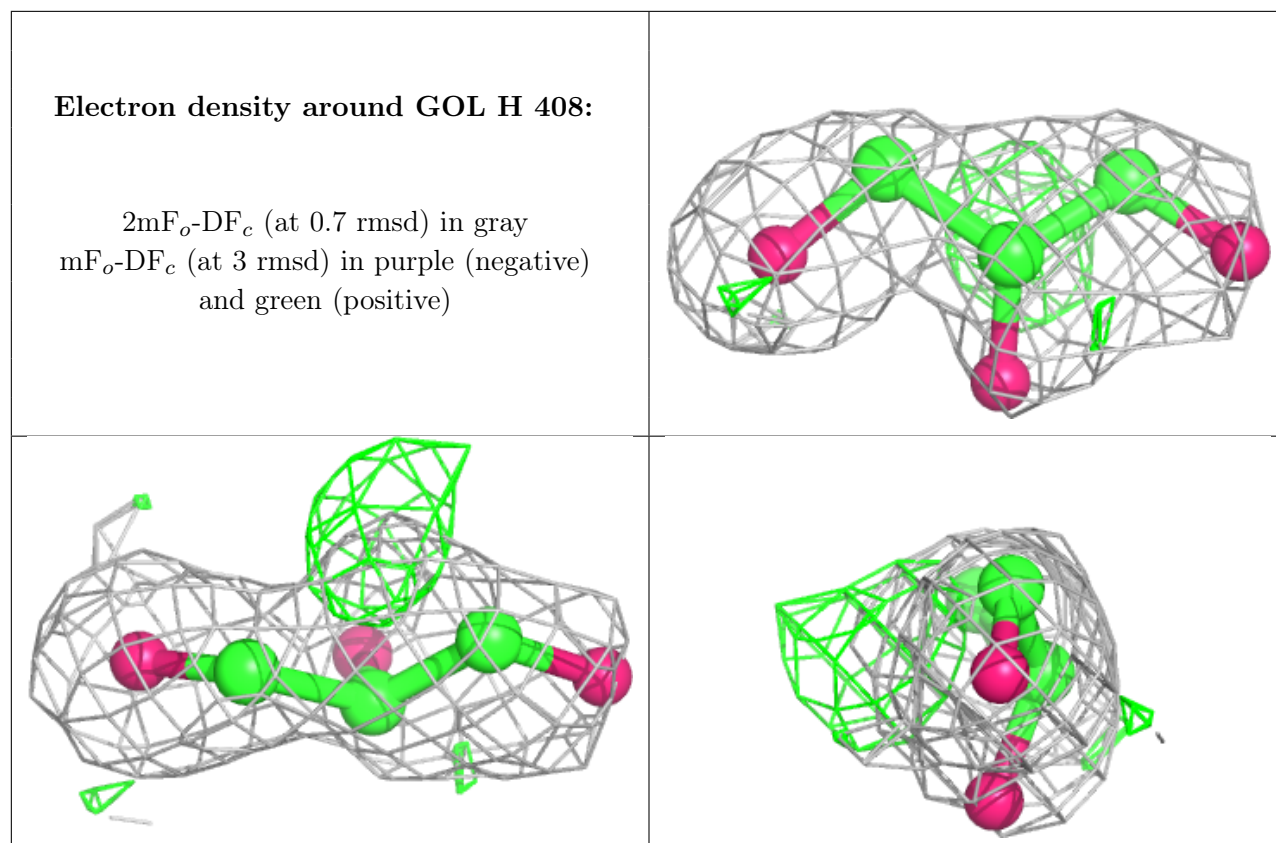 Electron density around GOL H 408:
2mFₒ-DF𝒸 (at 0.7 rmsd) in gray
mFₒ-DF𝒸 (at 3 rmsd) in purple (negative)
and green (positive)